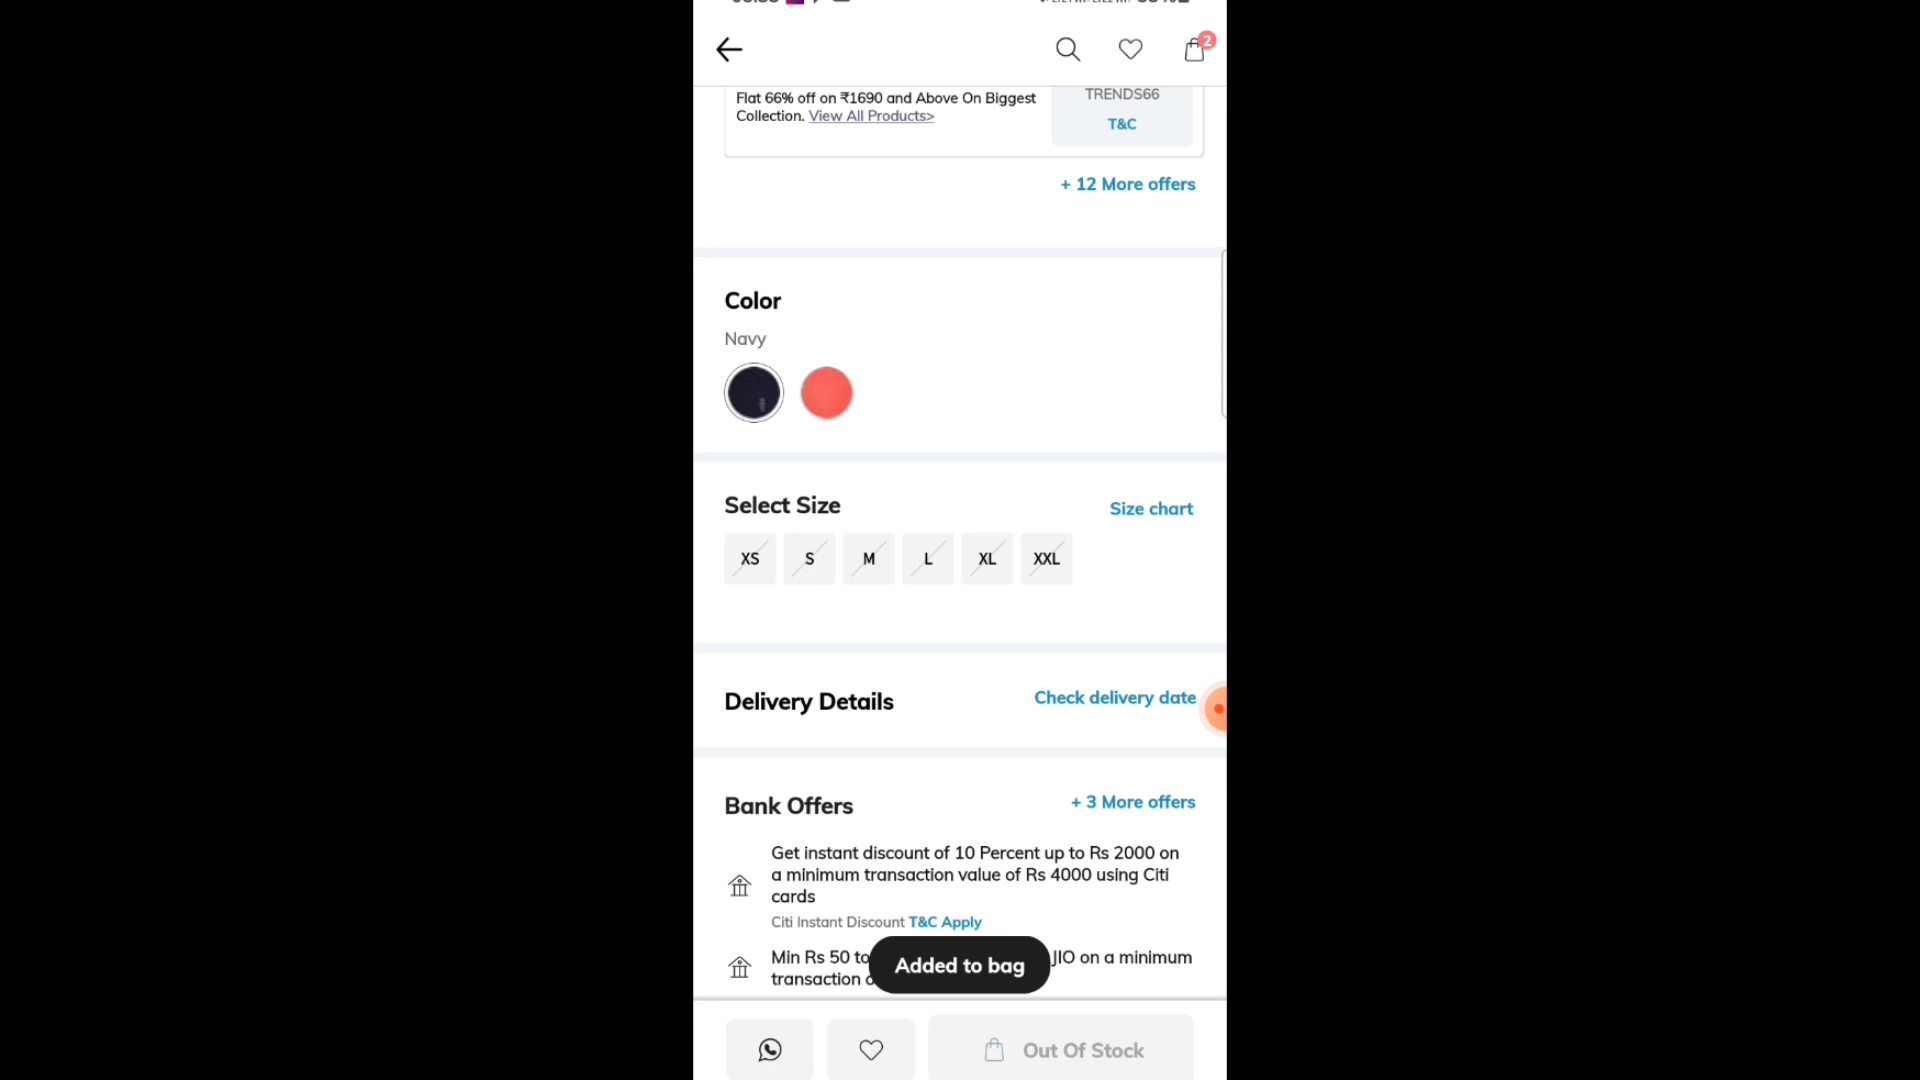 2
Flat 66% off on ₹1690 and Above On Biggest
Collection. View All Products>
TRENDS66
T&C
+ 12 More offers
Color
Navy
Select Size
Size chart
XS S M L XL XXL
Delivery Details
Check delivery date
Bank Offers
+ 3 More offers
Get instant discount of 10 Percent up to Rs 2000 on
a minimum transaction value of Rs 4000 using Citi
cards
Citi Instant Discount T&C Apply
Min Rs 50 to JIO on a minimum
transaction
Added to bag
Out Of Stock